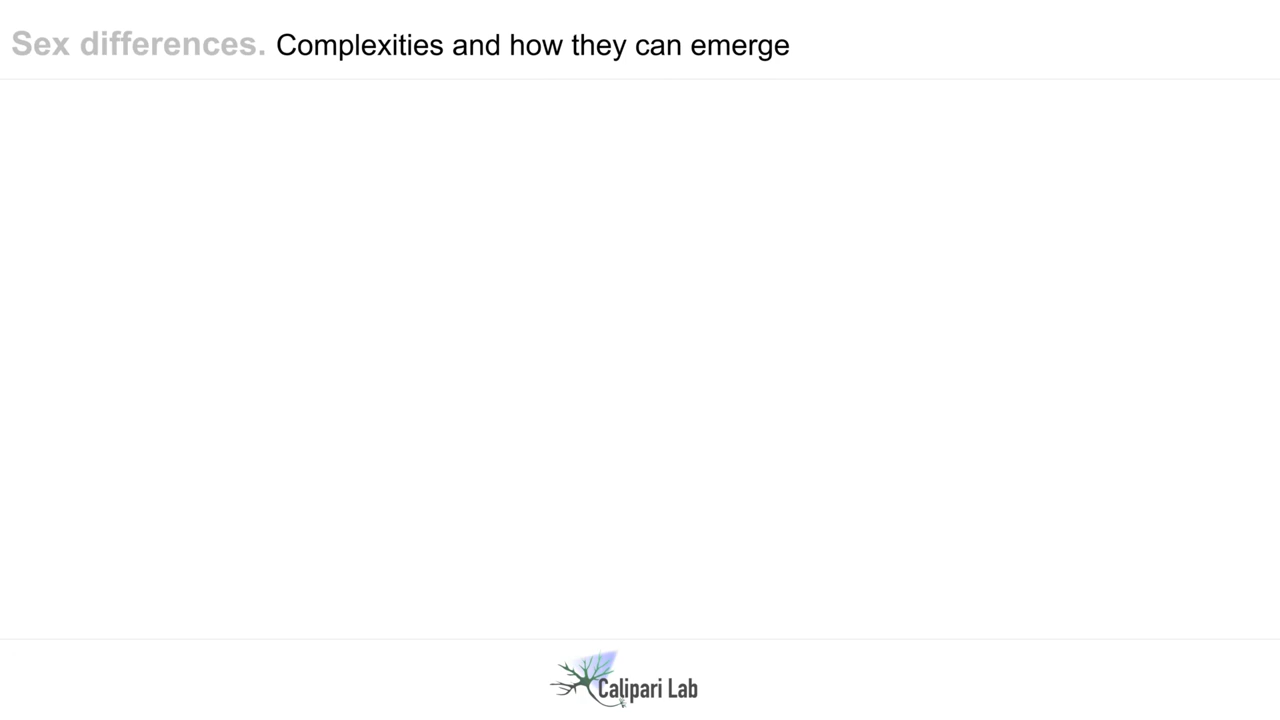 Sex differences. Complexities and how they can emerge
Calipari Lab